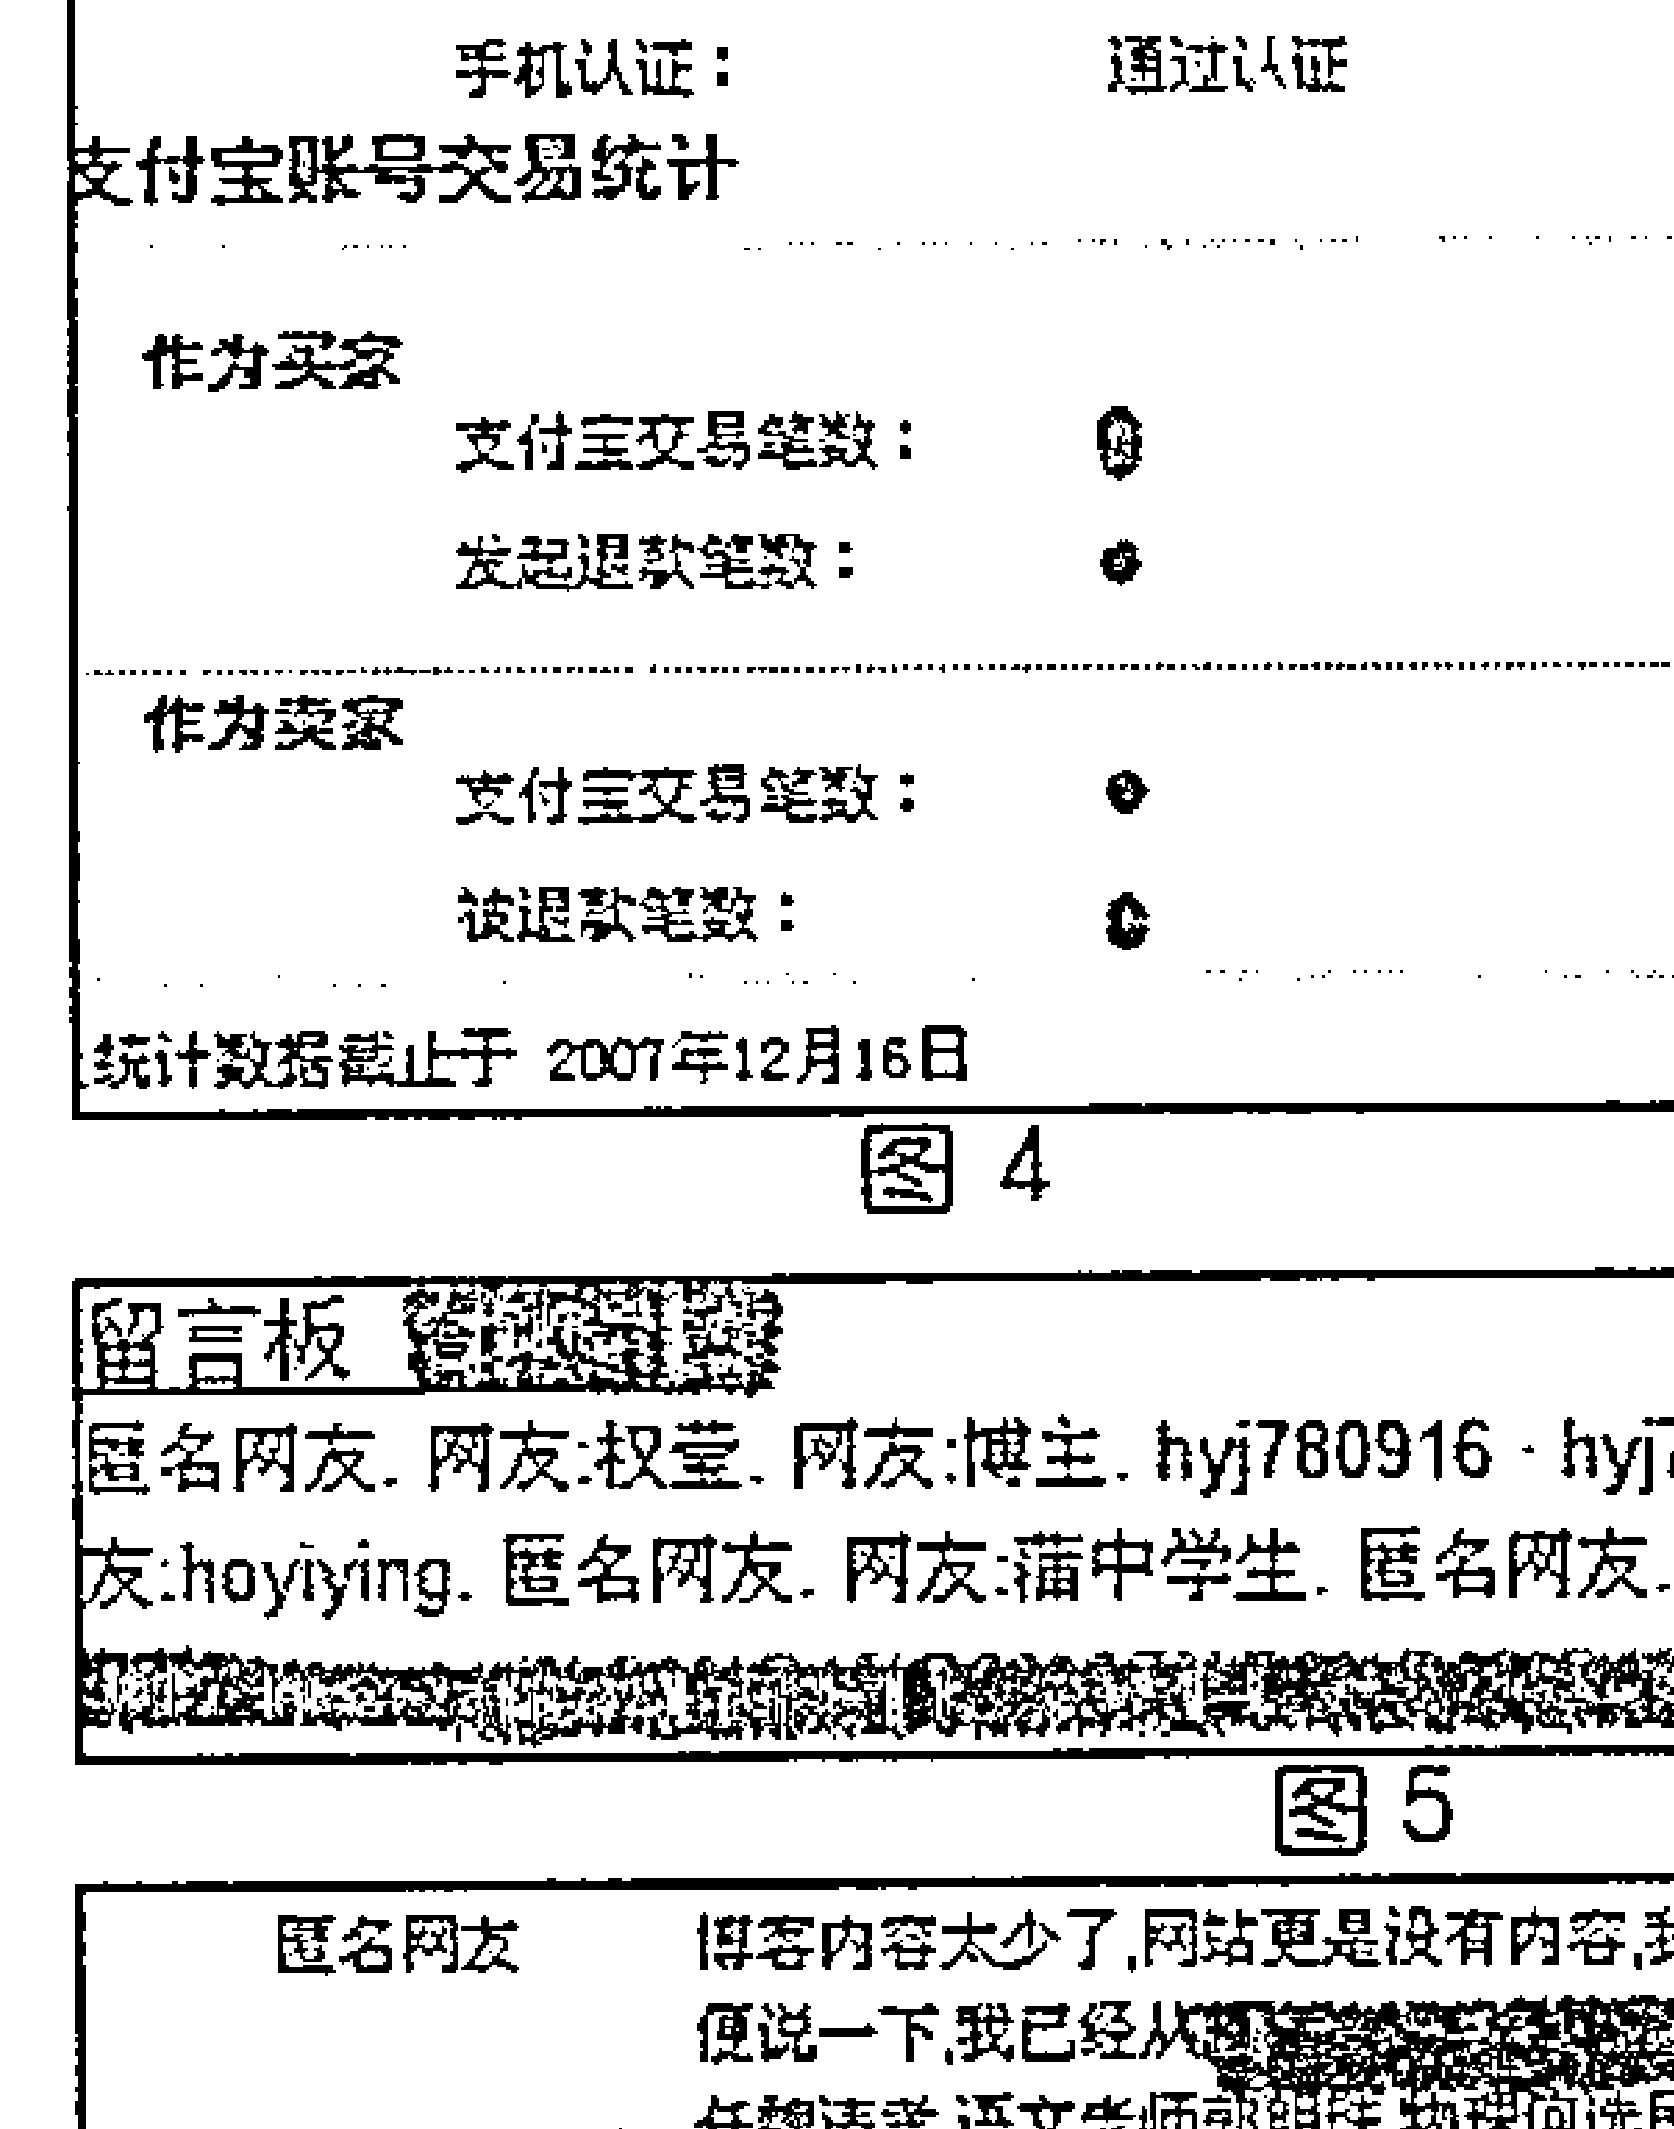 手机认证： 通过认证
支付宝账号交易统计
作为买家
支付宝交易笔数：
发起退款笔数：
作为卖家
支付宝交易笔数：
被退款笔数：
统计数据截止于 2007年12月16日
图 4
留言板
匿名网友. 网友:权莹. 网友:博主. hyj780916 · hyj
友:hoyiying. 匿名网友. 网友:蒲中学生. 匿名网友.
图 5
匿名网友 博客内容太少了,网站更是没有内容,我
便说一下,我已经从